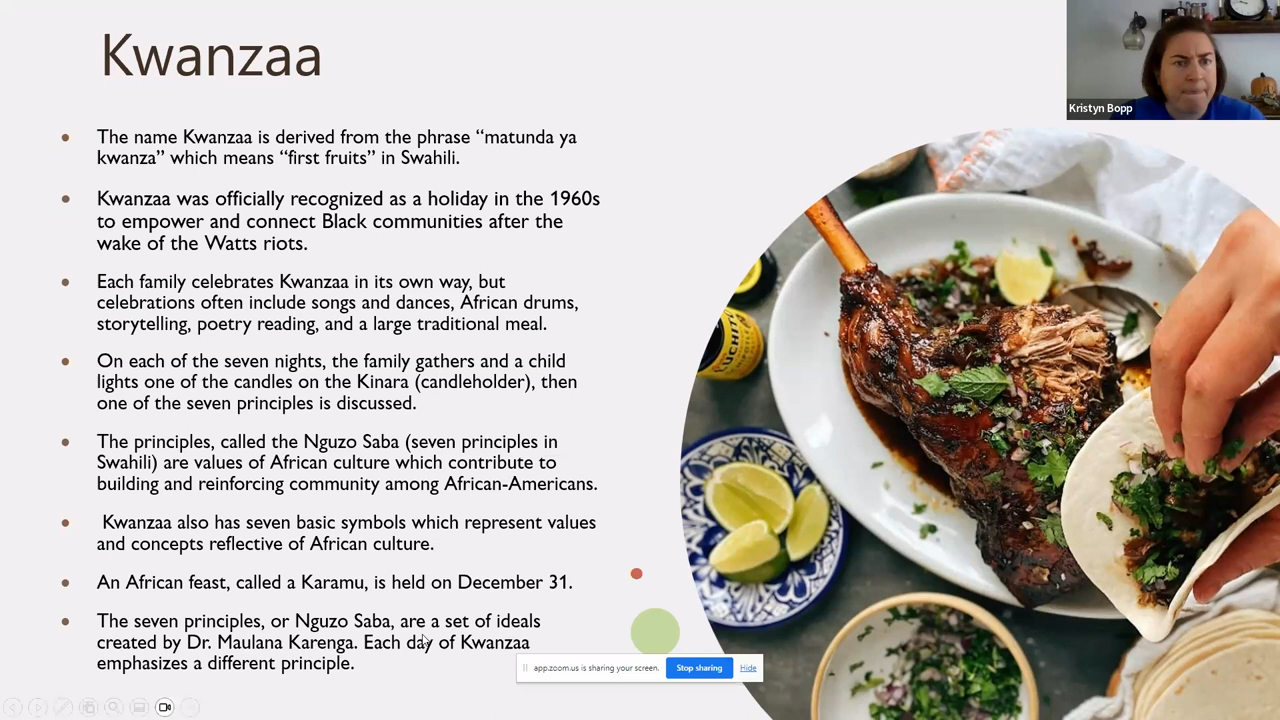 Kwanzaa
Kristyn Bopp
The name Kwanzaa is derived from the phrase “matunda ya
kwanza” which means “first fruits” in Swahili.
Kwanzaa was officially recognized as a holiday in the 1960s
to empower and connect Black communities after the
wake of the Watts riots.
Each family celebrates Kwanzaa in its own way, but
celebrations often include songs and dances, African drums,
storytelling, poetry reading, and a large traditional meal.
On each of the seven nights, the family gathers and a child
lights one of the candles on the Kinara (candleholder), then
one of the seven principles is discussed.
The principles, called the Nguzo Saba (seven principles in
Swahili) are values of African culture which contribute to
building and reinforcing community among African-Americans.
Kwanzaa also has seven basic symbols which represent values
and concepts reflective of African culture.
An African feast, called a Karamu, is held on December 31.
The seven principles, or Nguzo Saba, are a set of ideals
created by Dr. Maulana Karenga. Each day of Kwanzaa
emphasizes a different principle.
app.zoom.us is sharing your screen.
Stop sharing
Hide